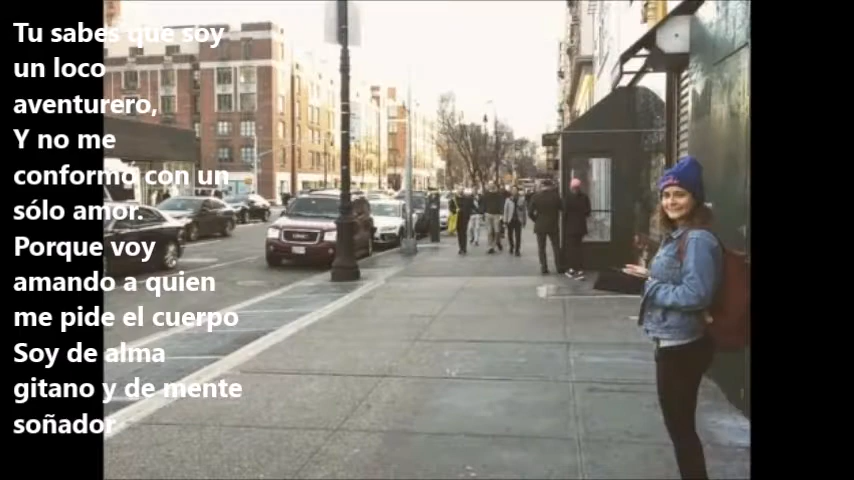 Tu sabes que soy
un loco
aventurero,
Y no me
conformo con un
sólo amor.
Porque voy
amando a quien
me pide el cuerpo
Soy de alma
gitano y de mente
soñador